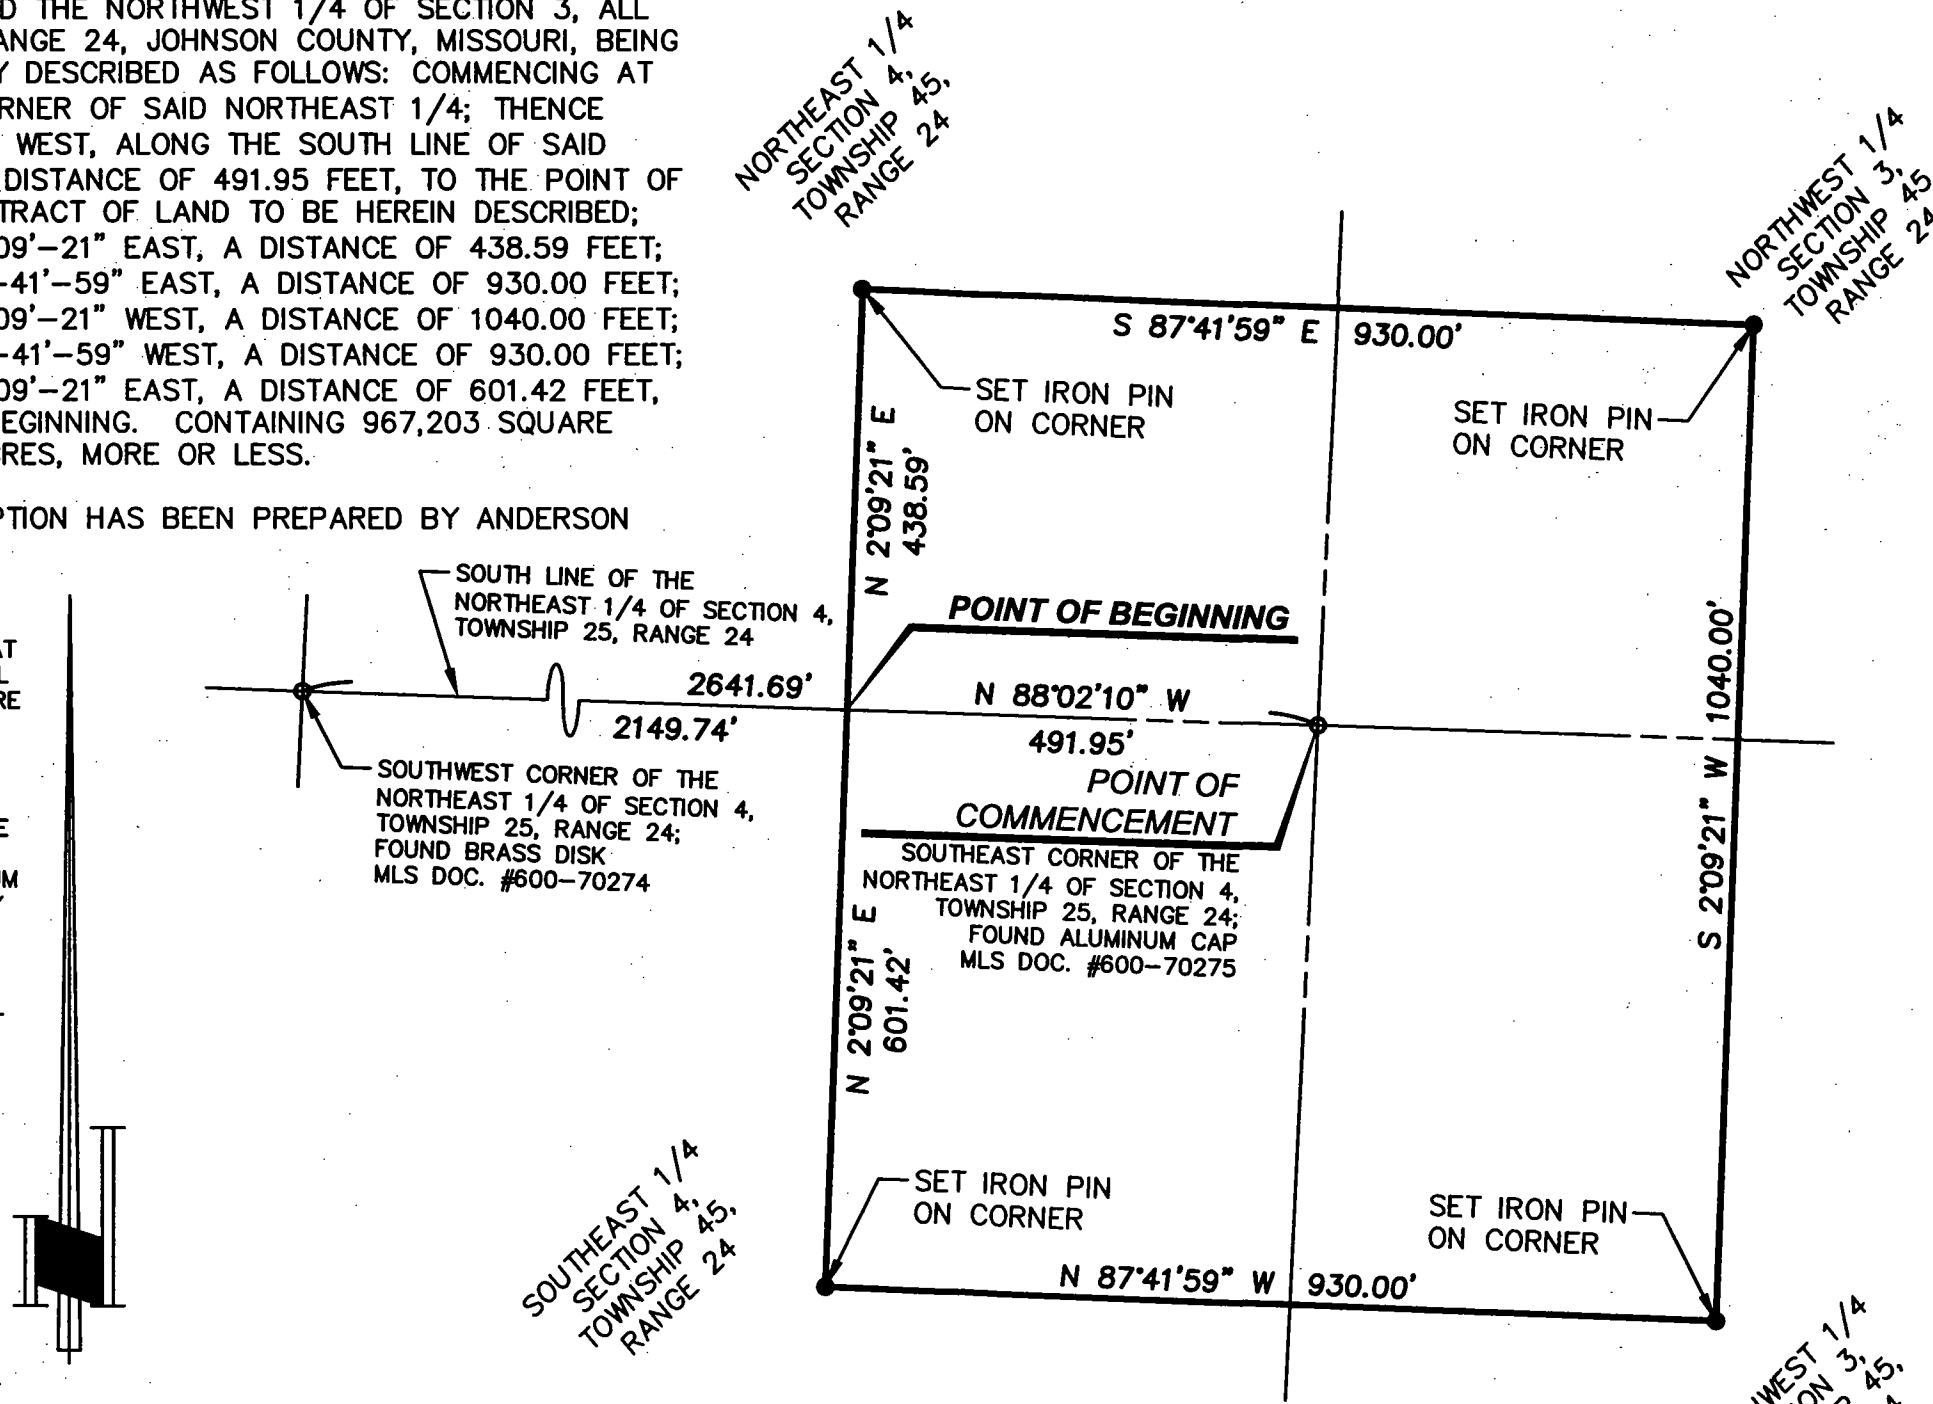 D THE NORTHWEST 1/4 OF SECTION 3, ALL
ANGE 24, JOHNSON COUNTY, MISSOURI, BEING
Y DESCRIBED AS FOLLOWS: COMMENCING AT
RNER OF SAID NORTHEAST 1/4; THENCE
WEST, ALONG THE SOUTH LINE OF SAID
DISTANCE OF 491.95 FEET, TO THE POINT OF
TRACT OF LAND TO BE HEREIN DESCRIBED;
09'-21" EAST, A DISTANCE OF 438.59 FEET;
-41'-59" EAST, A DISTANCE OF 930.00 FEET;
09'-21" WEST, A DISTANCE OF 1040.00 FEET;
-41'-59" WEST, A DISTANCE OF 930.00 FEET;
09'-21" EAST, A DISTANCE OF 601.42 FEET,
EGINNING. CONTAINING 967,203 SQUARE
CRES, MORE OR LESS.
PTION HAS BEEN PREPARED BY ANDERSON
NORTHEAST 1/4
SECTION 4,
TOWNSHIP 45,
RANGE 24
NORTHWEST 1/4
SECTION 3,
TOWNSHIP 45
RANGE 24
S 87°41'59" E 930.00'
SET IRON PIN
ON CORNER
SET IRON PIN
ON CORNER
N 2°09'21" E
438.59'
SOUTH LINE OF THE
NORTHEAST 1/4 OF SECTION 4,
TOWNSHIP 25, RANGE 24
POINT OF BEGINNING
2641.69'
2149.74'
N 88°02'10" W
491.95'
S 2°09'21" W 1040.00'
SOUTHWEST CORNER OF THE
NORTHEAST 1/4 OF SECTION 4,
TOWNSHIP 25, RANGE 24;
FOUND BRASS DISK
MLS DOC. #600-70274
POINT OF
COMMENCEMENT
SOUTHEAST CORNER OF THE
NORTHEAST 1/4 OF SECTION 4,
TOWNSHIP 25, RANGE 24;
FOUND ALUMINUM CAP
MLS DOC. #600-70275
N 2°09'21" E
601.42'
AT
RE
E
UM
SOUTHEAST 1/4
SECTION 4,
TOWNSHIP 45,
RANGE 24
SET IRON PIN
ON CORNER
SET IRON PIN
ON CORNER
N 87°41'59" W 930.00'
WEST 1/4
ON 3,
45,